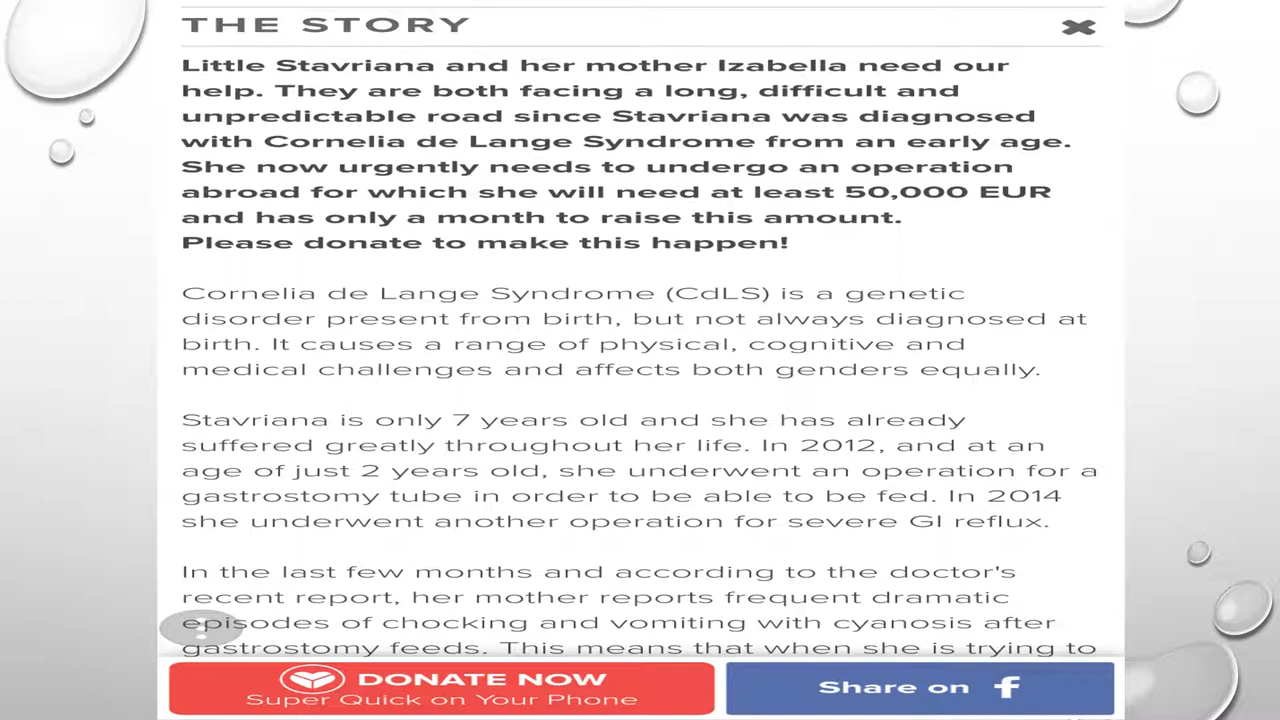 THE STORY
Little Stavriana and her mother Izabella need our
help. They are both facing a long, difficult and
unpredictable road since Stavriana was diagnosed
with Cornelia de Lange Syndrome from an early age.
She now urgently needs to undergo an operation
abroad for which she will need at least 50,000 EUR
and has only a month to raise this amount.
Please donate to make this happen!
Cornelia de Lange Syndrome (CdLS) is a genetic
disorder present from birth, but not always diagnosed at
birth. It causes a range of physical, cognitive and
medical challenges and affects both genders equally.
Stavriana is only 7 years old and she has already
suffered greatly throughout her life. In 2012, and at an
age of just 2 years old, she underwent an operation for a
gastrostomy tube in order to be able to be fed. In 2014
she underwent another operation for severe GI reflux.
In the last few months and according to the doctor's
recent report, her mother reports frequent dramatic
episodes of chocking and vomiting with cyanosis after
gastrostomy feeds. This means that when she is trying to
DONATE NOW
Super Quick on Your Phone
Share on f